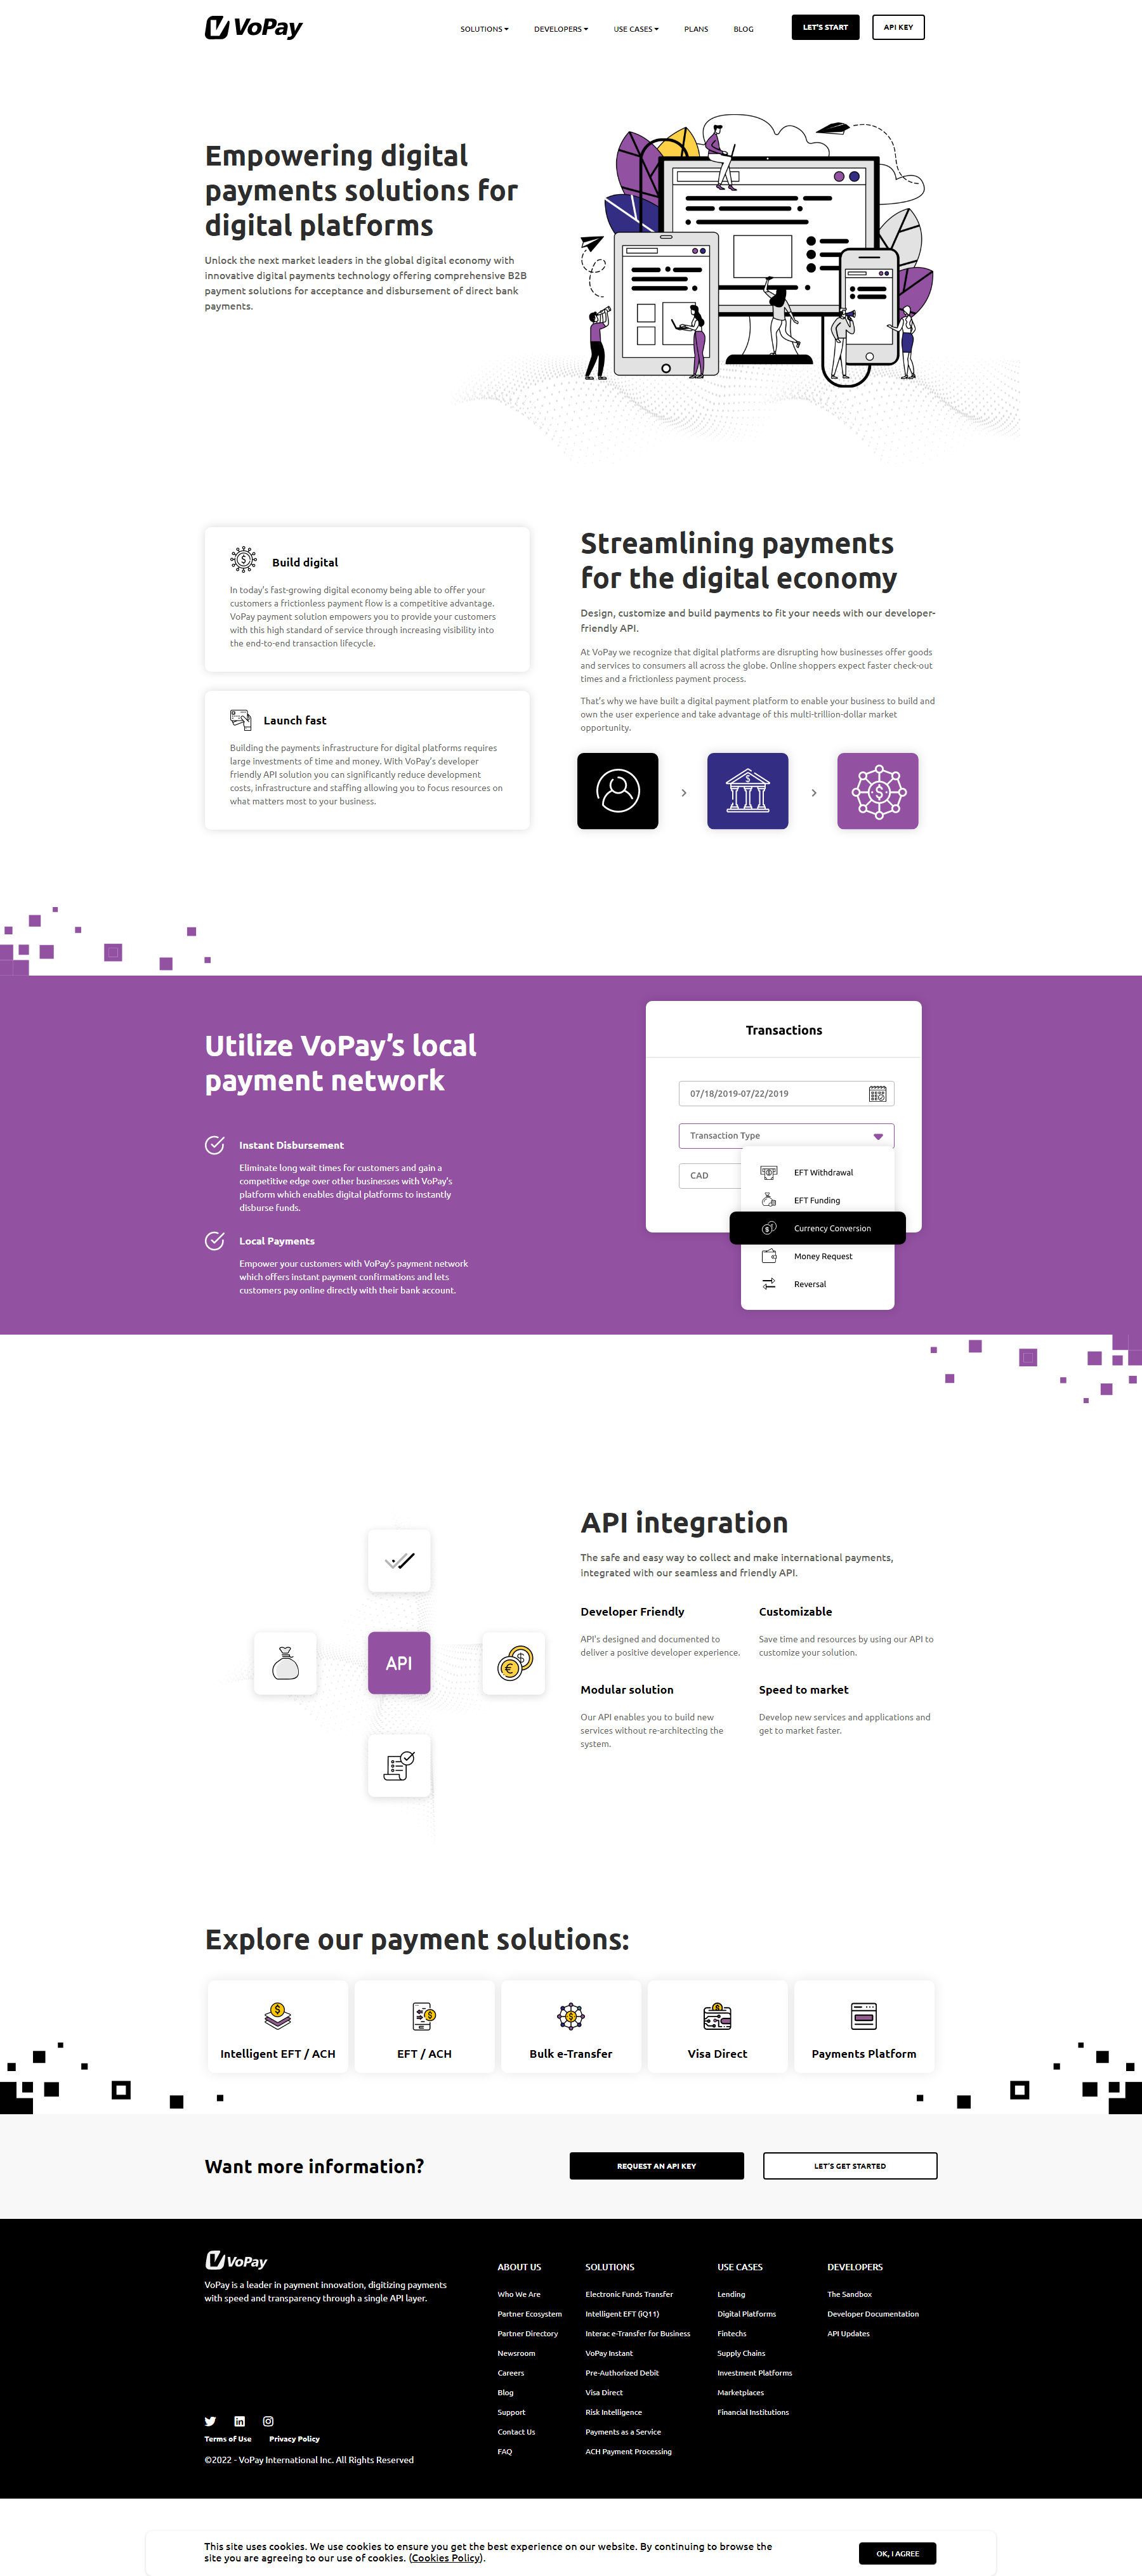 VoPay
SOLUTIONS
DEVELOPERS
USE CASES
PLANS
BLOG
LET'S START
API KEY
Empowering digital
payments solutions for
digital platforms
Unlock the next market leaders in the global digital economy with
innovative digital payments technology offering comprehensive B2B
payment solutions for acceptance and disbursement of direct bank
payments.
Build digital
In today's fast-growing digital economy being able to offer your
customers a frictionless payment flow is a competitive advantage.
VoPay payment solution empowers you to provide your customers
with this high standard of service through increasing visibility into
the end-to-end transaction lifecycle.
Launch fast
Building the payments infrastructure for digital platforms requires
large investments of time and money. With VoPay's developer
friendly API solution you can significantly reduce development
costs, infrastructure and staffing allowing you to focus resources on
what matters most to your business.
Streamlining payments
for the digital economy
Design, customize and build payments to fit your needs with our developer-
friendly API.
At VoPay we recognize that digital platforms are disrupting how businesses offer goods
and services to consumers all across the globe. Online shoppers expect faster check-out
times and a frictionless payment process.
That's why we have built a digital payment platform to enable your business to build and
own the user experience and take advantage of this multi-trillion-dollar market
opportunity.
Utilize VoPay's local
payment network
Instant Disbursement
Eliminate long wait times for customers and gain a
competitive edge over other businesses with VoPay's
platform which enables digital platforms to instantly
disburse funds.
Local Payments
Empower your customers with VoPay's payment network
which offers instant payment confirmations and lets
customers pay online directly with their bank account.
Transactions
07/18/2019-07/22/2019
Transaction Type
CAD
EFT Withdrawal
EFT Funding
Currency Conversion
Money Request
Reversal
API
API integration
The safe and easy way to collect and make international payments,
integrated with our seamless and friendly API.
Developer Friendly
API's designed and documented to
deliver a positive developer experience.
Customizable
Save time and resources by using our API to
customize your solution.
Modular solution
Our API enables you to build new
services without re-architecting the
system.
Speed to market
Develop new services and applications and
get to market faster.
Explore our payment solutions:
Intelligent EFT / ACH
EFT / ACH
Bulk e-Transfer
Visa Direct
Payments Platform
Want more information?
REQUEST AN API KEY
LET'S GET STARTED
VoPay
VoPay is a leader in payment innovation, digitizing payments
with speed and transparency through a single API layer.
Terms of Use
Privacy Policy
©2022 - VoPay International Inc. All Rights Reserved
ABOUT US
Who We Are
Partner Ecosystem
Partner Directory
Newsroom
Careers
Blog
Support
Contact Us
FAQ
SOLUTIONS
Electronic Funds Transfer
Intelligent EFT (iQ11)
Interac e-Transfer for Business
VoPay Instant
Pre-Authorized Debit
Visa Direct
Risk Intelligence
Payments as a Service
ACH Payment Processing
USE CASES
Lending
Digital Platforms
Fintechs
Supply Chains
Investment Platforms
Marketplaces
Financial Institutions
DEVELOPERS
The Sandbox
Developer Documentation
API Updates
This site uses cookies. We use cookies to ensure you get the best experience on our website. By continuing to browse the
site you are agreeing to our use of cookies. (Cookies Policy).
OK, I AGREE